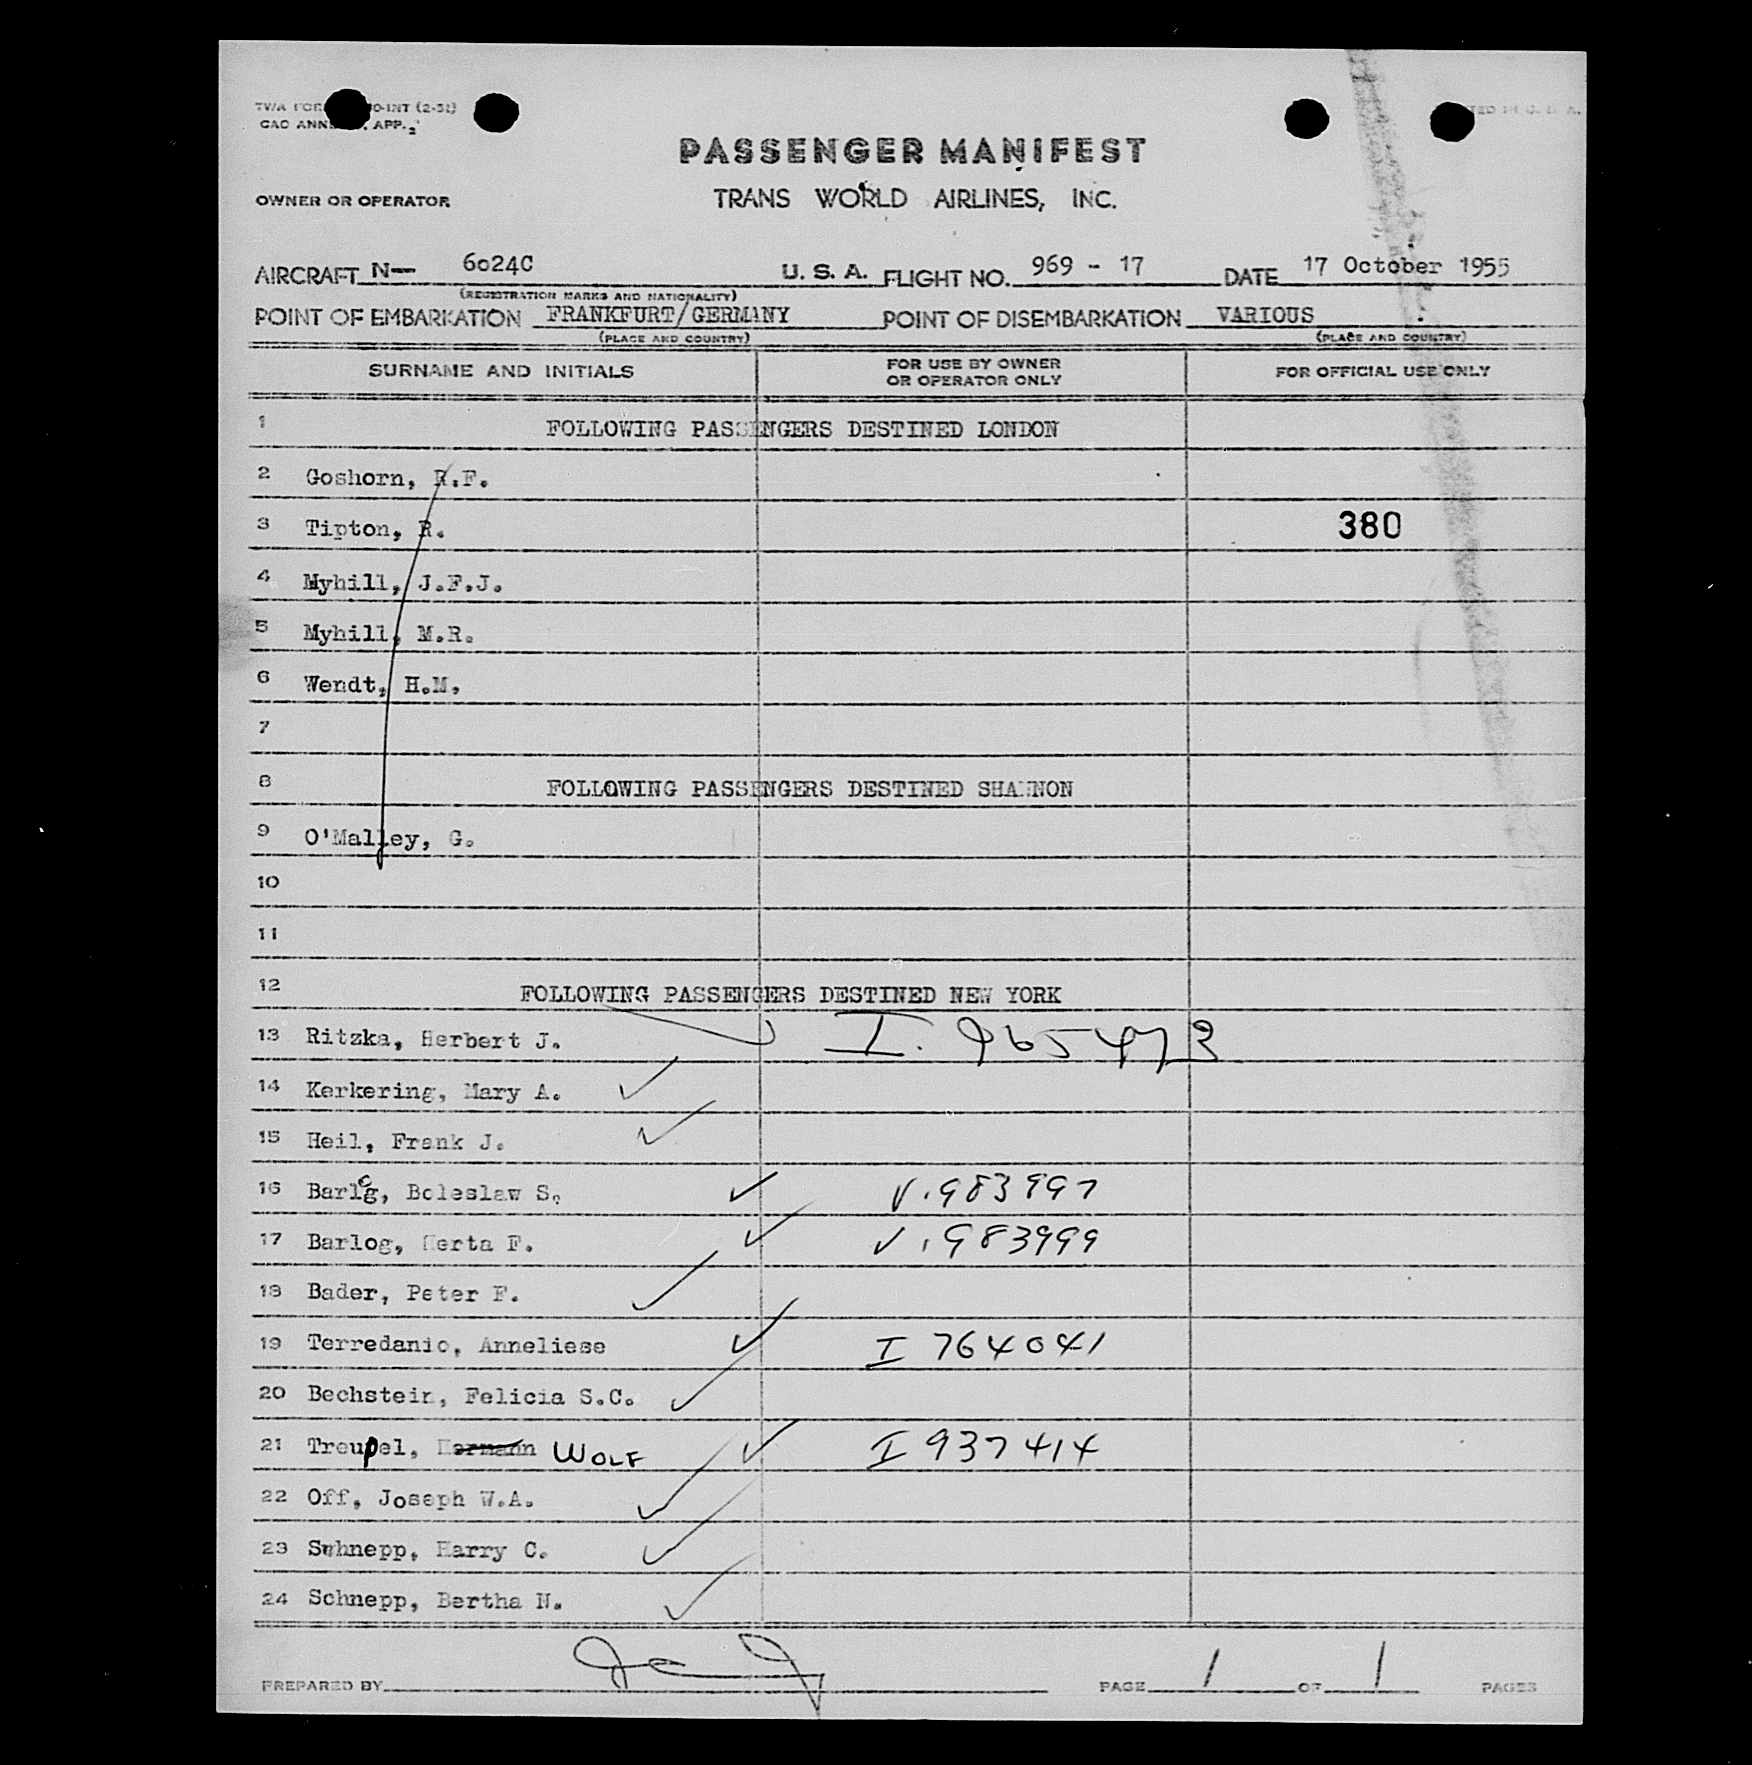 (2-51)
APP. 2
PASSENGER MANIFEST
OWNER OR OPERATOR TRANS WORLD AIRLINES, INC.
AIRCRAFT N— 6024C U. S. A. FLIGHT NO. 969 - 17 DATE 17 October 1955
(REGISTRATION MARKS AND NATIONALITY)
POINT OF EMBARKATION FRANKFURT/GERMANY POINT OF DISEMBARKATION VARIOUS
(PLACE AND COUNTRY) (PLACE AND COUNTRY)
SURNAME AND INITIALS FOR USE BY OWNER OR OPERATOR ONLY FOR OFFICIAL USE ONLY
1 FOLLOWING PASSENGERS DESTINED LONDON
2 Goshorn, R.F.
3 Tipton, R. 380
4 Myhill, J.F.J.
5 Myhill, M.R.
6 Wendt, H.M.
7
8 FOLLOWING PASSENGERS DESTINED SHANNON
9 O'Malley, G.
10
11
12 FOLLOWING PASSENGERS DESTINED NEW YORK
13 Ritzka, Herbert J. I. 965473
14 Kerkering, Mary A.
15 Heil, Frank J.
16 Barlog, Boleslaw S. V. 983997
17 Barlog, Herta F. V. 983999
18 Bader, Peter F.
19 Terredanio, Anneliese I 764041
20 Bechstein, Felicia S.C.
21 Treupel, Hermann WOLF I 937414
22 Off, Joseph W.A.
23 Schnepp, Harry C.
24 Schnepp, Bertha N.
PREPARED BY PAGE 1 OF 1 PAGES